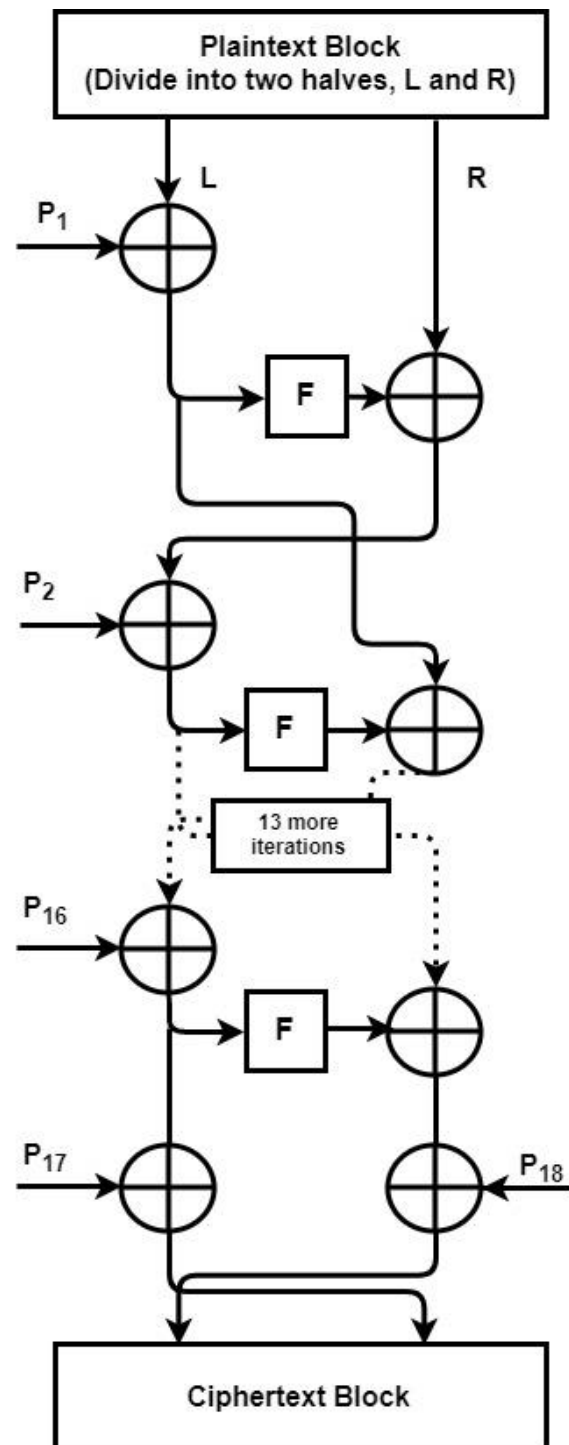 Plaintext Block
(Divide into two halves, L and R)
L
R
P1
F
P2
F
13 more
iterations
P16
F
P17
P18
Ciphertext Block